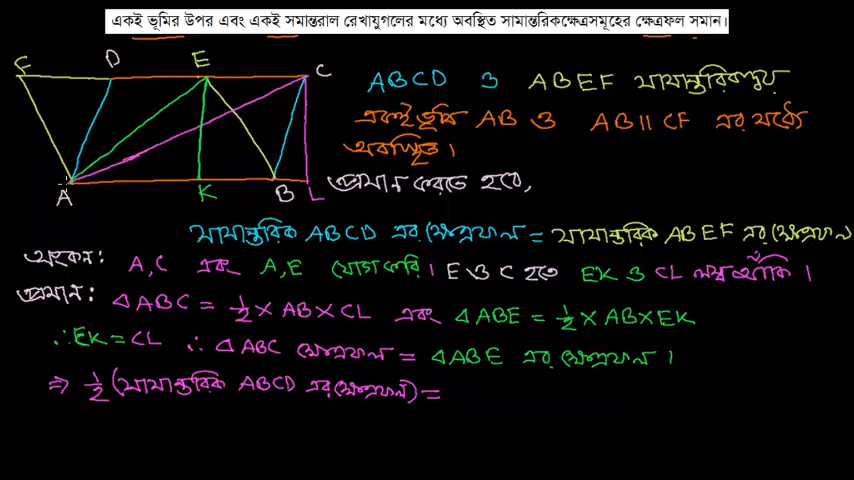 একই ভূমির উপর এবং একই সমান্তরাল রেখাযুগলের মধ্যে অবস্থিত সামান্তরিকক্ষেত্রসমূহের ক্ষেত্রফল সমান।
F D E C
A K B L
ABCD ও ABEF সামান্তরিকদ্বয়
একই ভূমি AB ও AB||CF এর মধ্যে
অবস্থিত।
প্রমাণ করতে হবে,
সামান্তরিক ABCD এর ক্ষেত্রফল = সামান্তরিক ABEF এর ক্ষেত্রফল
অংকন: A,C এবং A,E যোগ করি। E ও C হতে EK ও CL লম্ব আঁকি।
প্রমাণ: △ABC = ½ × AB × CL এবং △ABE = ½ × AB × EK
∴ EK = CL ∴ △ABC ক্ষেত্রফল = △ABE এর ক্ষেত্রফল।
⇒ ½ (সামান্তরিক ABCD এর ক্ষেত্রফল) =